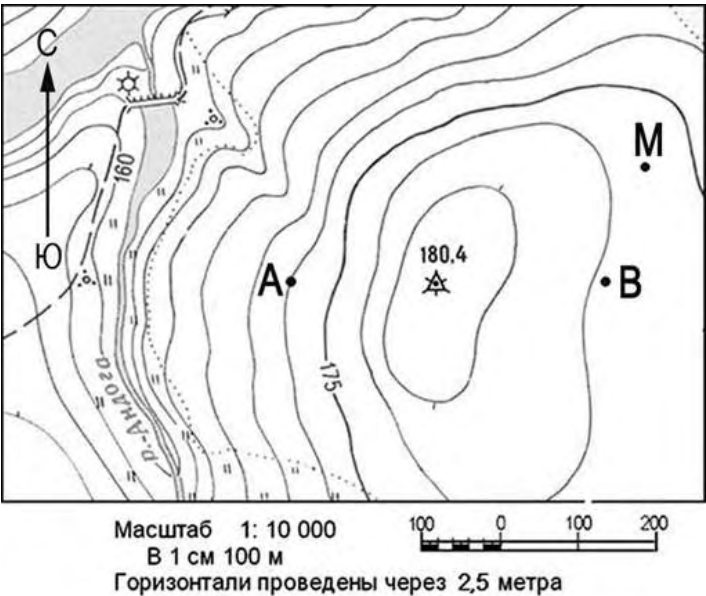 С
160
М
Ю
180,4
А
В
175
р. Андога
Масштаб 1: 10 000
В 1 см 100 м
Горизонтали проведены через 2,5 метра
100 0 100 200